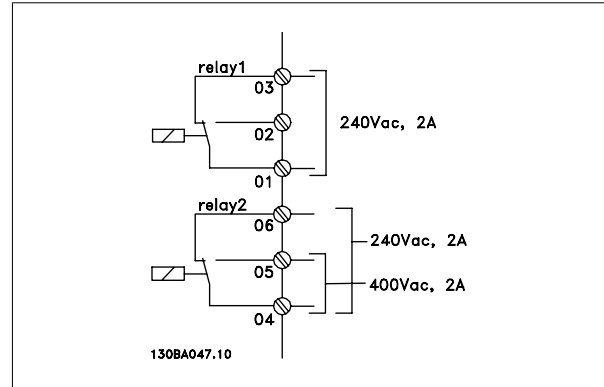 relay1
03
02
240Vac, 2A
01
relay2
06
240Vac, 2A
05
400Vac, 2A
04
130BA047.10